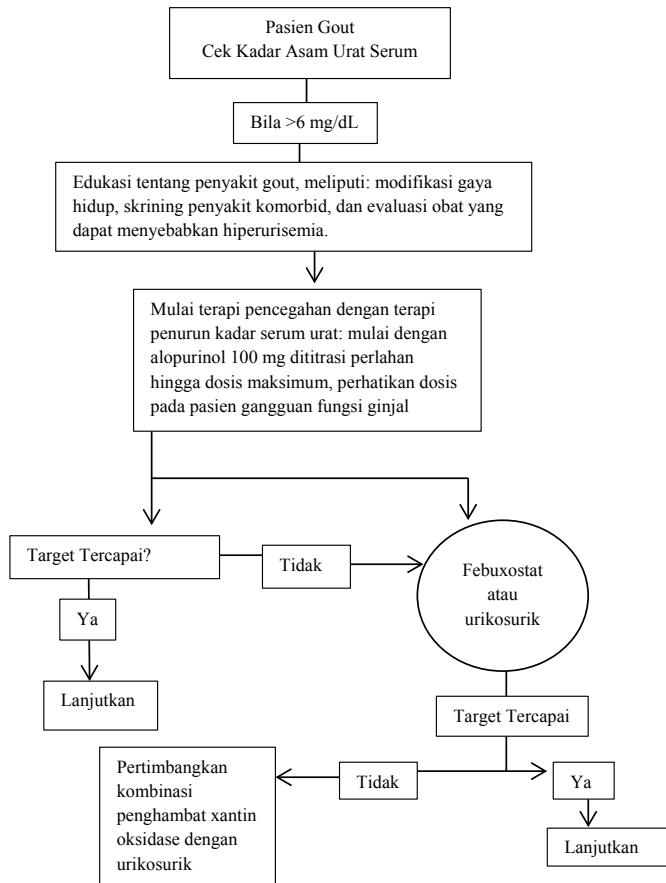 Pasien Gout
Cek Kadar Asam Urat Serum
Bila >6 mg/dL
Edukasi tentang penyakit gout, meliputi: modifikasi gaya
hidup, skrining penyakit komorbid, dan evaluasi obat yang
dapat menyebabkan hiperurisemia.
Mulai terapi pencegahan dengan terapi
penurun kadar serum urat: mulai dengan
alopurinol 100 mg dititrasi perlahan
hingga dosis maksimum, perhatikan dosis
pada pasien gangguan fungsi ginjal
Target Tercapai?
Tidak
Febuxostat
atau
urikosurik
Ya
Lanjutkan
Target Tercapai
Pertimbangkan
kombinasi
penghambat xantin
oksidase dengan
urikosurik
Tidak
Ya
Lanjutkan